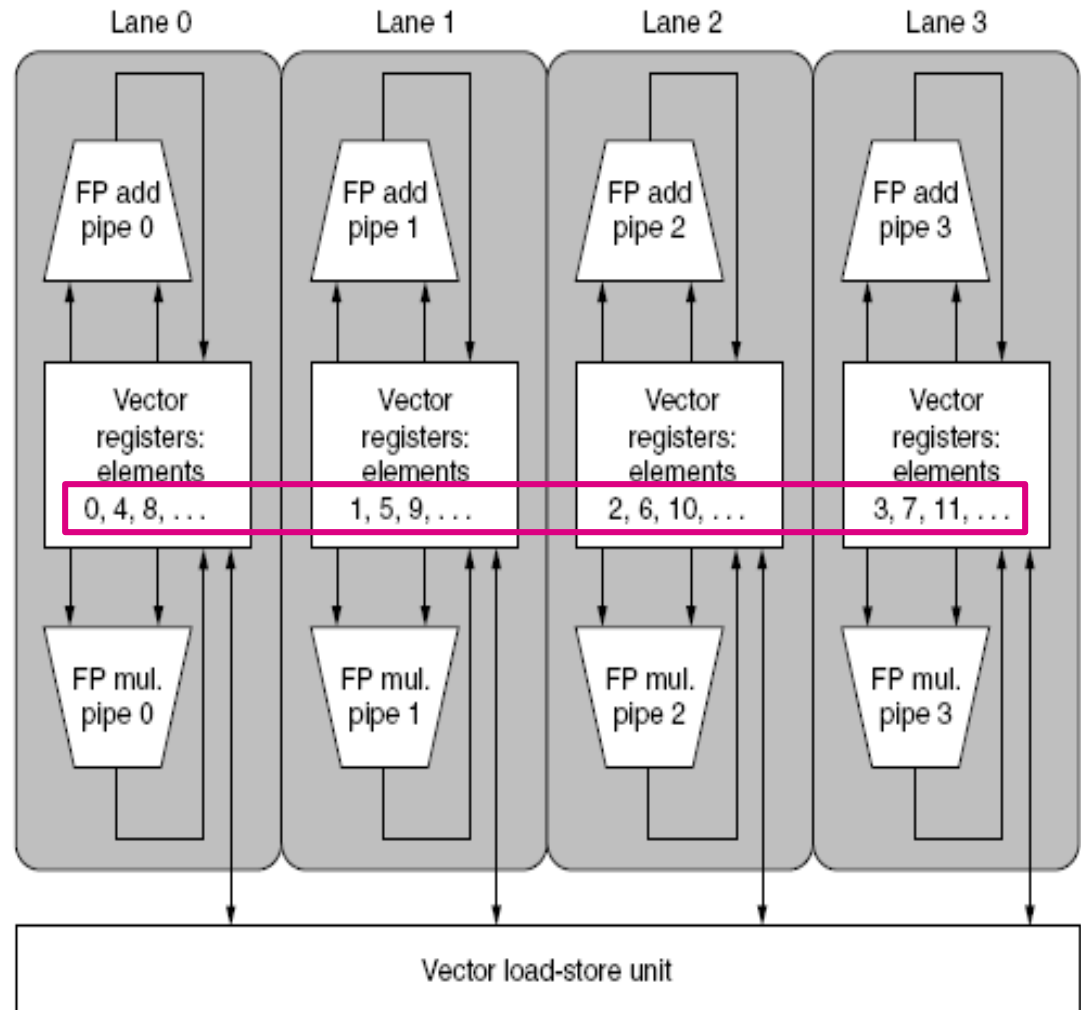 Lane 0
Lane 1
Lane 2
Lane 3
FP add
pipe 0
FP add
pipe 1
FP add
pipe 2
FP add
pipe 3
Vector
registers:
elements
0, 4, 8, . . .
Vector
registers:
elements
1, 5, 9, . . .
Vector
registers:
elements
2, 6, 10, . . .
Vector
registers:
elements
3, 7, 11, . . .
FP mul.
pipe 0
FP mul.
pipe 1
FP mul.
pipe 2
FP mul.
pipe 3
Vector load-store unit